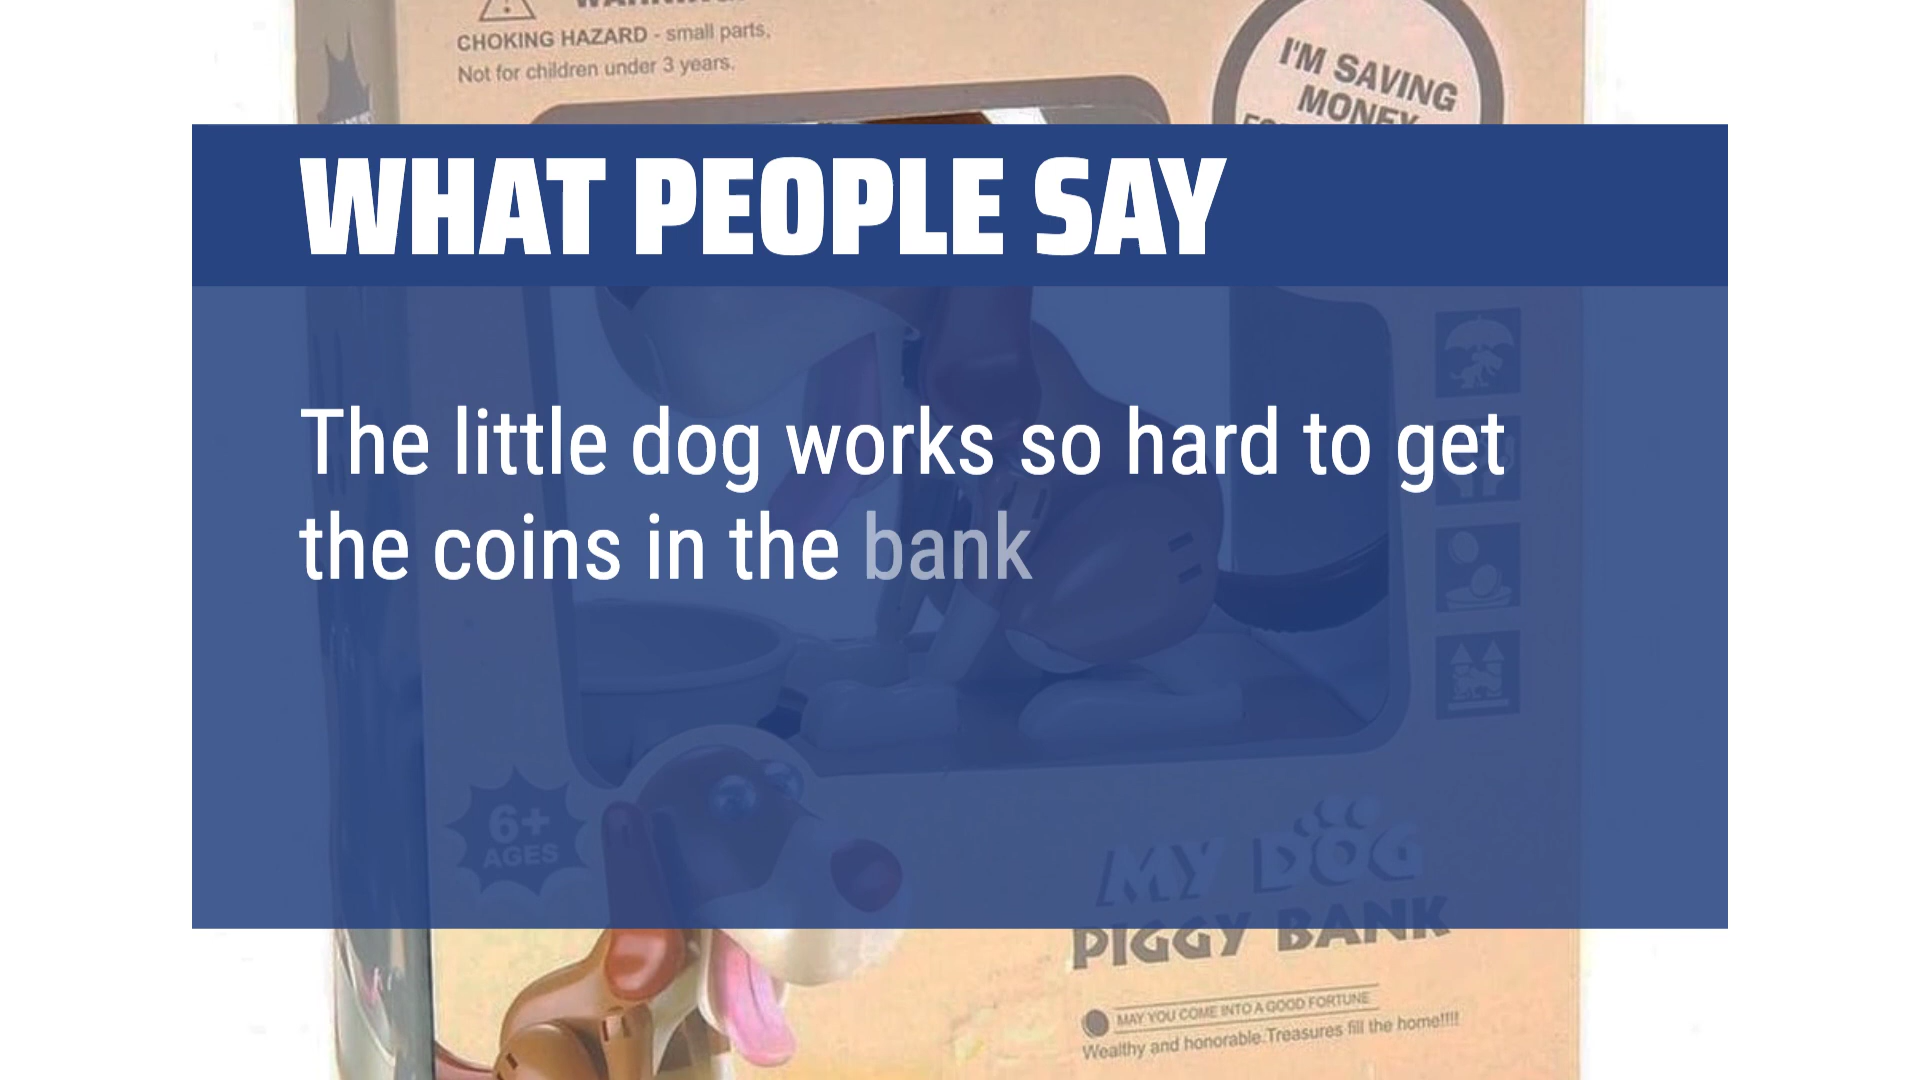 CHOKING HAZARD - small parts.
Not for children under 3 years.
I'M SAVING
MONEY
WHAT PEOPLE SAY
The little dog works so hard to get
the coins in the bank
6+
AGES
MY DOG
PIGGY BANK
MAY YOU COME INTO A GOOD FORTUNE
Wealthy and honorable.Treasures fill the home!!!!